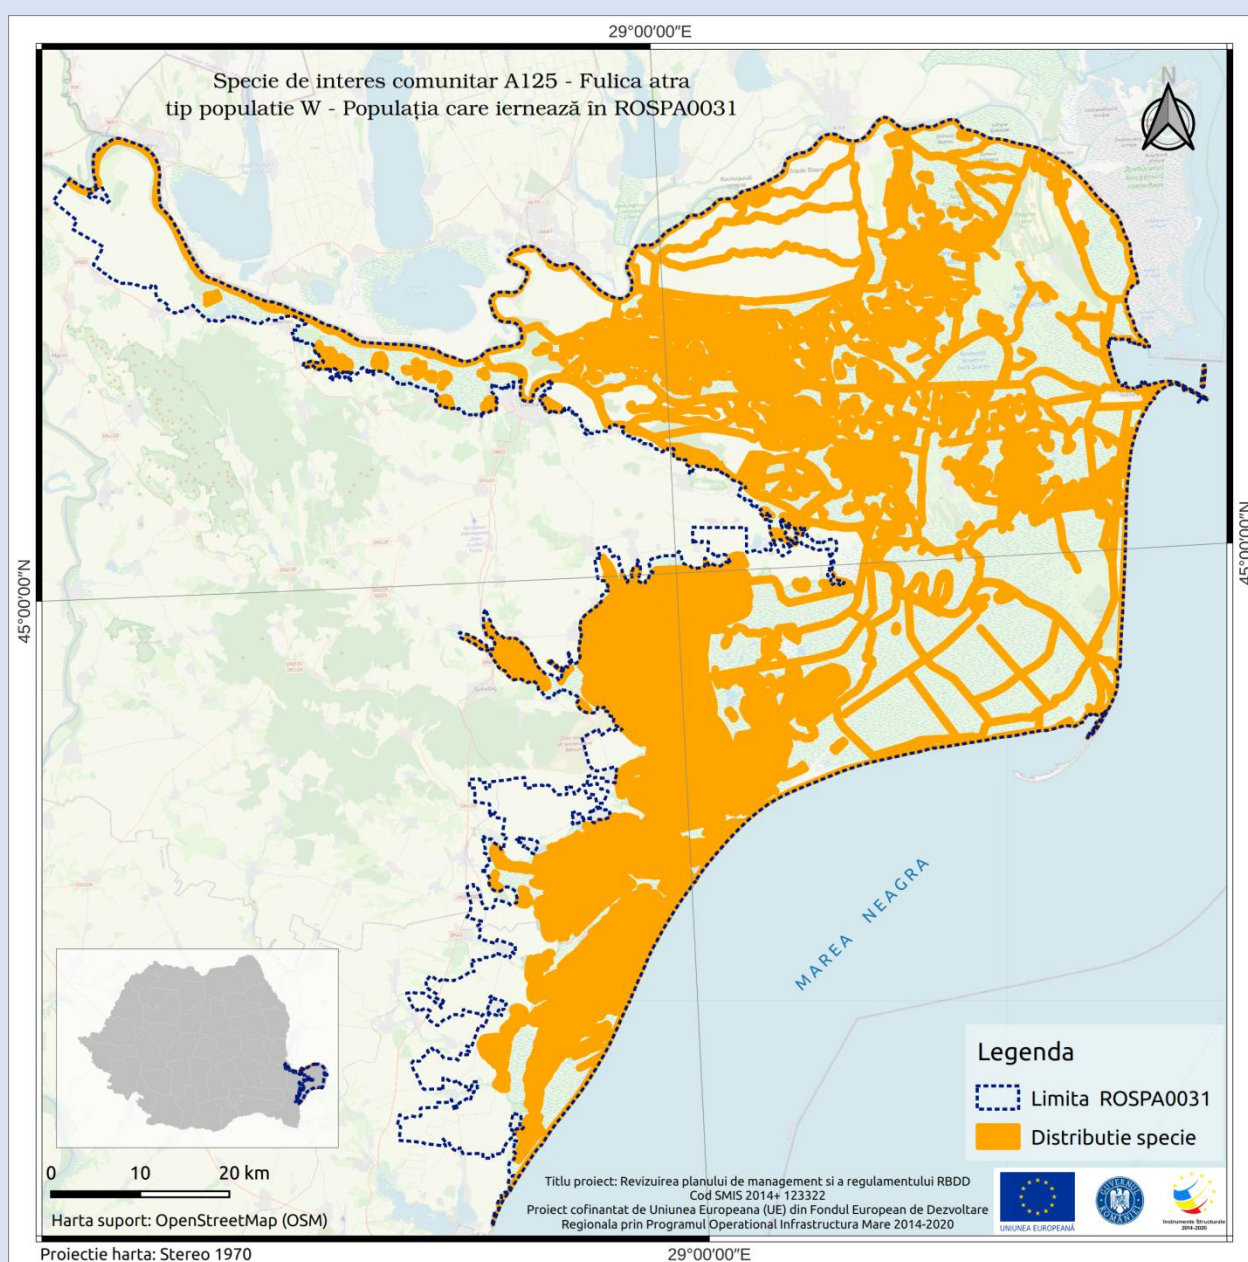 29°00′00″E
Specie de interes comunitar A125 - Fulica atra
tip populatie W - Populația care iernează în ROSPA0031
N
45°00′00″N
45°00′00″N
MAREA NEAGRA
Legenda
Limita ROSPA0031
Distributie specie
0 10 20 km
Harta suport: OpenStreetMap (OSM)
Titlu proiect: Revizuirea planului de management si a regulamentului RBDD
Cod SMIS 2014+ 123322
Proiect cofinantat de Uniunea Europeana (UE) din Fondul European de Dezvoltare
Regionala prin Programul Operational Infrastructura Mare 2014-2020
UNIUNEA EUROPEANĂ
GUVERNUL ROMÂNIEI
Instrumente Structurale
2014-2020
Proiectie harta: Stereo 1970
29°00′00″E